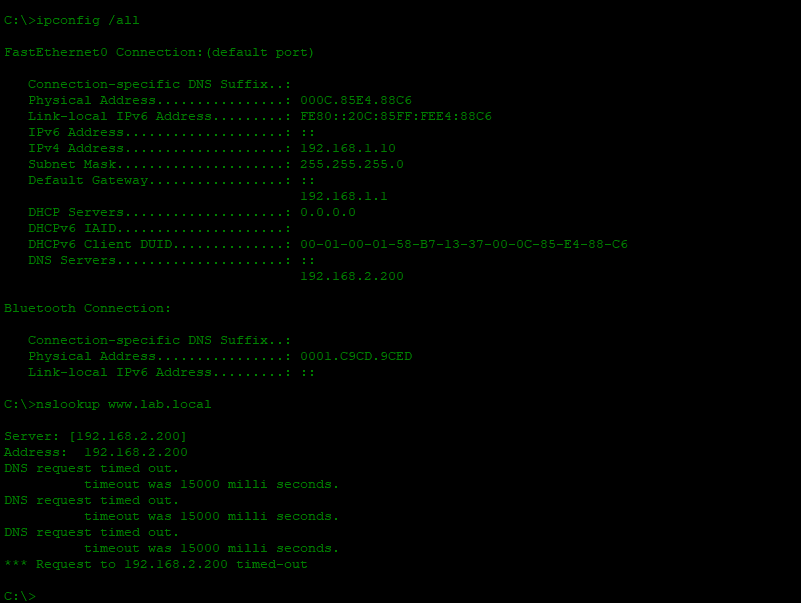 C:\>ipconfig /all
FastEthernet0 Connection:(default port)
Connection-specific DNS Suffix..:
Physical Address................: 000C.85E4.88C6
Link-local IPv6 Address.........: FE80::20C:85FF:FEE4:88C6
IPv6 Address....................: ::
IPv4 Address....................: 192.168.1.10
Subnet Mask.....................: 255.255.255.0
Default Gateway.................: ::
192.168.1.1
DHCP Servers....................: 0.0.0.0
DHCPv6 IAID.....................:
DHCPv6 Client DUID..............: 00-01-00-01-58-B7-13-37-00-0C-85-E4-88-C6
DNS Servers.....................: ::
192.168.2.200
Bluetooth Connection:
Connection-specific DNS Suffix..:
Physical Address................: 0001.C9CD.9CED
Link-local IPv6 Address.........: ::
C:\>nslookup www.lab.local
Server: [192.168.2.200]
Address:  192.168.2.200
DNS request timed out.
timeout was 15000 milli seconds.
DNS request timed out.
timeout was 15000 milli seconds.
DNS request timed out.
timeout was 15000 milli seconds.
*** Request to 192.168.2.200 timed-out
C:\>